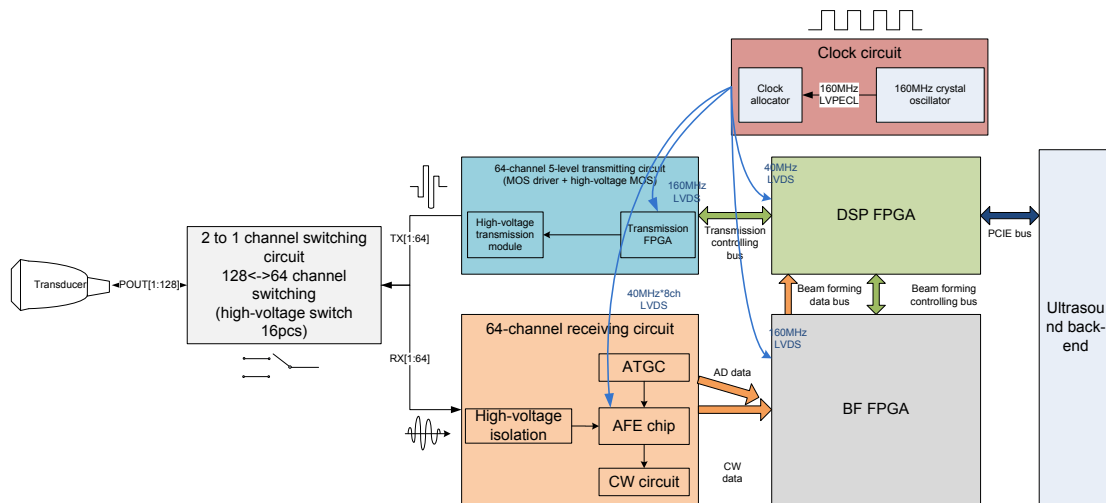 Clock circuit
Clock
allocator
160MHz
LVPECL
160MHz crystal
oscillator
64-channel 5-level transmitting circuit
(MOS driver + high-voltage MOS)
160MHz
LVDS
High-voltage
transmission
module
Transmission
FPGA
40MHz
LVDS
DSP FPGA
Transmission
controlling
bus
PCIE bus
TX[1:64]
2 to 1 channel switching
circuit
128<->64 channel
switching
(high-voltage switch
16pcs)
Transducer
POUT[1:128]
Beam forming
data bus
Beam forming
controlling bus
40MHz*8ch
LVDS
Ultrasou
nd back-
end
64-channel receiving circuit
160MHz
LVDS
RX[1:64]
ATGC
AD data
High-voltage
isolation
AFE chip
BF FPGA
CW circuit
CW
data